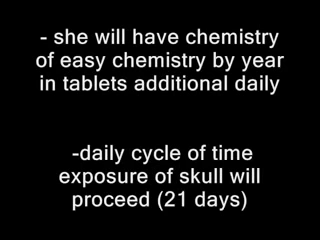 - she will have chemistry
of easy chemistry by year
in tablets additional daily
-daily cycle of time
exposure of skull will
proceed (21 days)